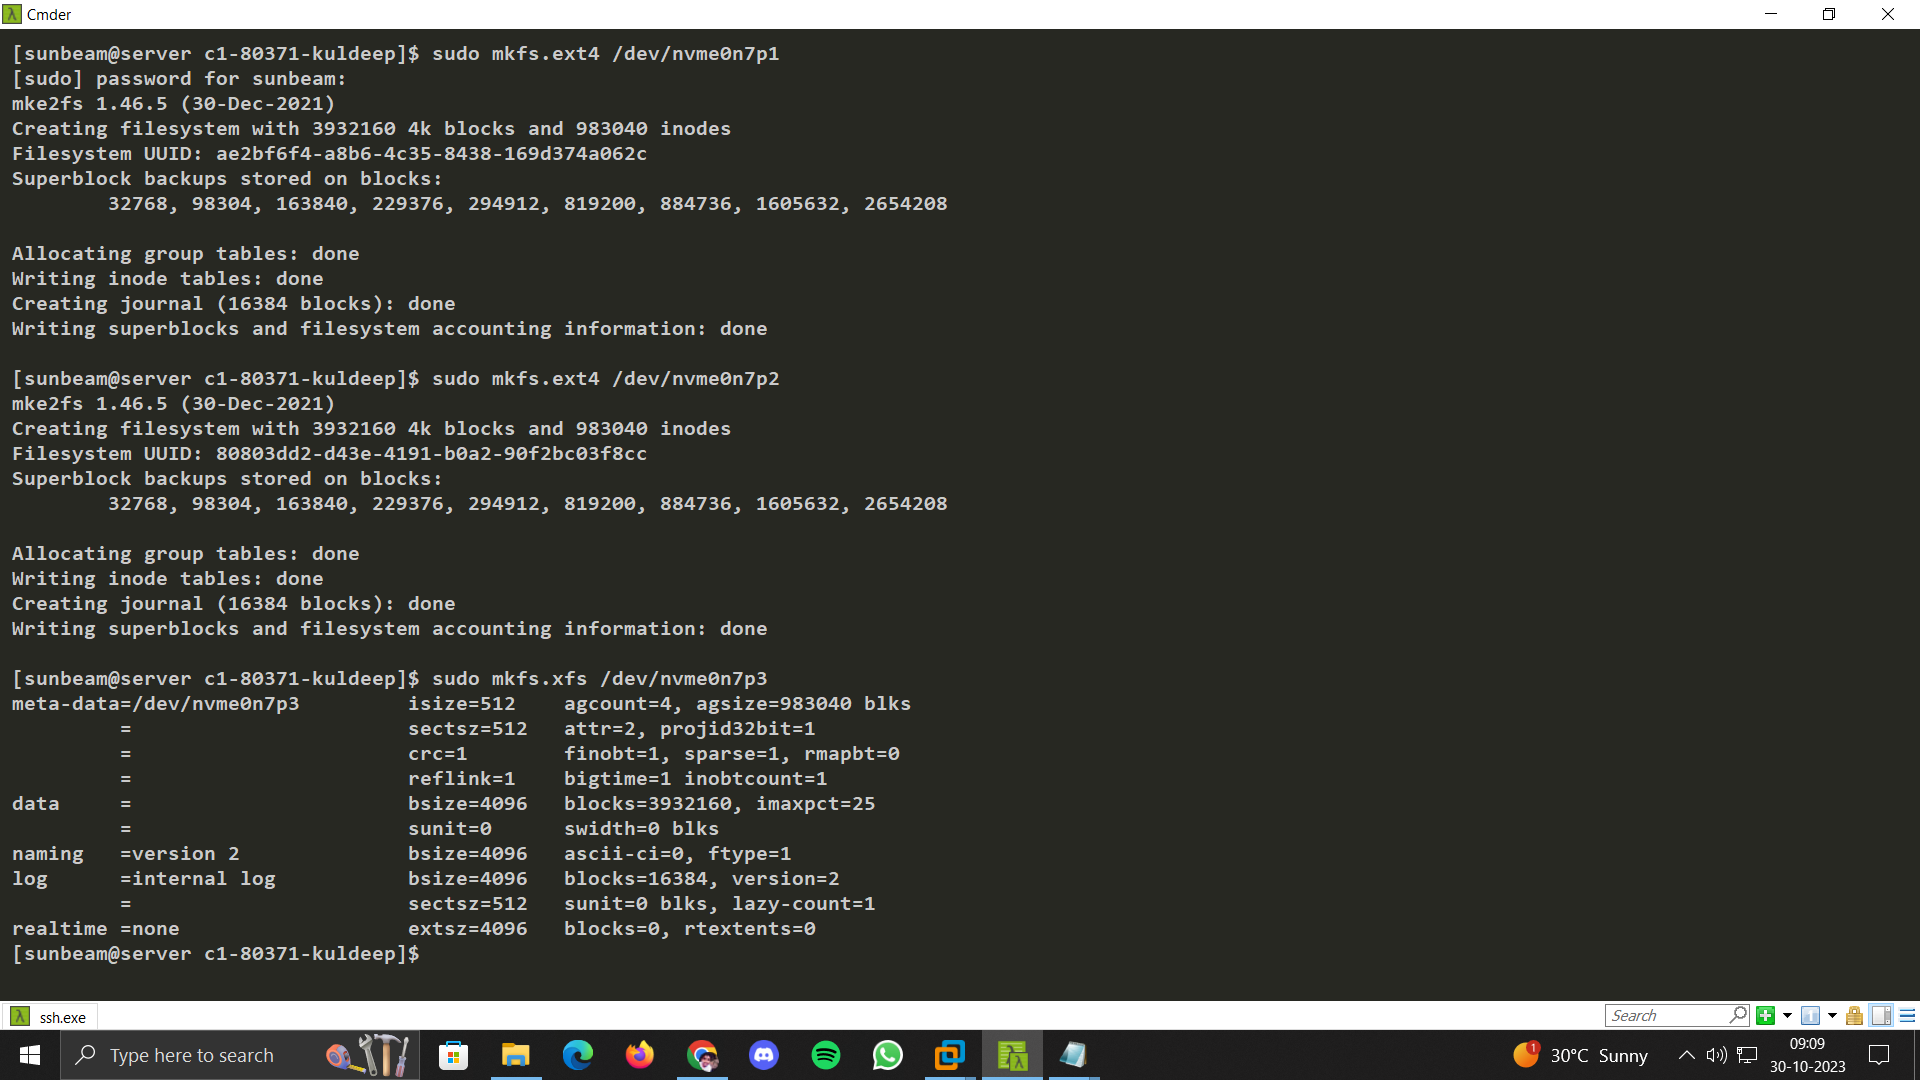 Cmder
[sunbeam@server c1-80371-kuldeep]$ sudo mkfs.ext4 /dev/nvme0n7p1
[sudo] password for sunbeam:
mke2fs 1.46.5 (30-Dec-2021)
Creating filesystem with 3932160 4k blocks and 983040 inodes
Filesystem UUID: ae2bf6f4-a8b6-4c35-8438-169d374a062c
Superblock backups stored on blocks:
        32768, 98304, 163840, 229376, 294912, 819200, 884736, 1605632, 2654208
Allocating group tables: done
Writing inode tables: done
Creating journal (16384 blocks): done
Writing superblocks and filesystem accounting information: done
[sunbeam@server c1-80371-kuldeep]$ sudo mkfs.ext4 /dev/nvme0n7p2
mke2fs 1.46.5 (30-Dec-2021)
Creating filesystem with 3932160 4k blocks and 983040 inodes
Filesystem UUID: 80803dd2-d43e-4191-b0a2-90f2bc03f8cc
Superblock backups stored on blocks:
        32768, 98304, 163840, 229376, 294912, 819200, 884736, 1605632, 2654208
Allocating group tables: done
Writing inode tables: done
Creating journal (16384 blocks): done
Writing superblocks and filesystem accounting information: done
[sunbeam@server c1-80371-kuldeep]$ sudo mkfs.xfs /dev/nvme0n7p3
meta-data=/dev/nvme0n7p3         isize=512    agcount=4, agsize=983040 blks
         =                       sectsz=512   attr=2, projid32bit=1
         =                       crc=1        finobt=1, sparse=1, rmapbt=0
         =                       reflink=1    bigtime=1 inobtcount=1
data     =                       bsize=4096   blocks=3932160, imaxpct=25
         =                       sunit=0      swidth=0 blks
naming   =version 2              bsize=4096   ascii-ci=0, ftype=1
log      =internal log           bsize=4096   blocks=16384, version=2
         =                       sectsz=512   sunit=0 blks, lazy-count=1
realtime =none                   extsz=4096   blocks=0, rtextents=0
[sunbeam@server c1-80371-kuldeep]$
ssh.exe
Search
Type here to search
1
30°C Sunny
09:09
30-10-2023